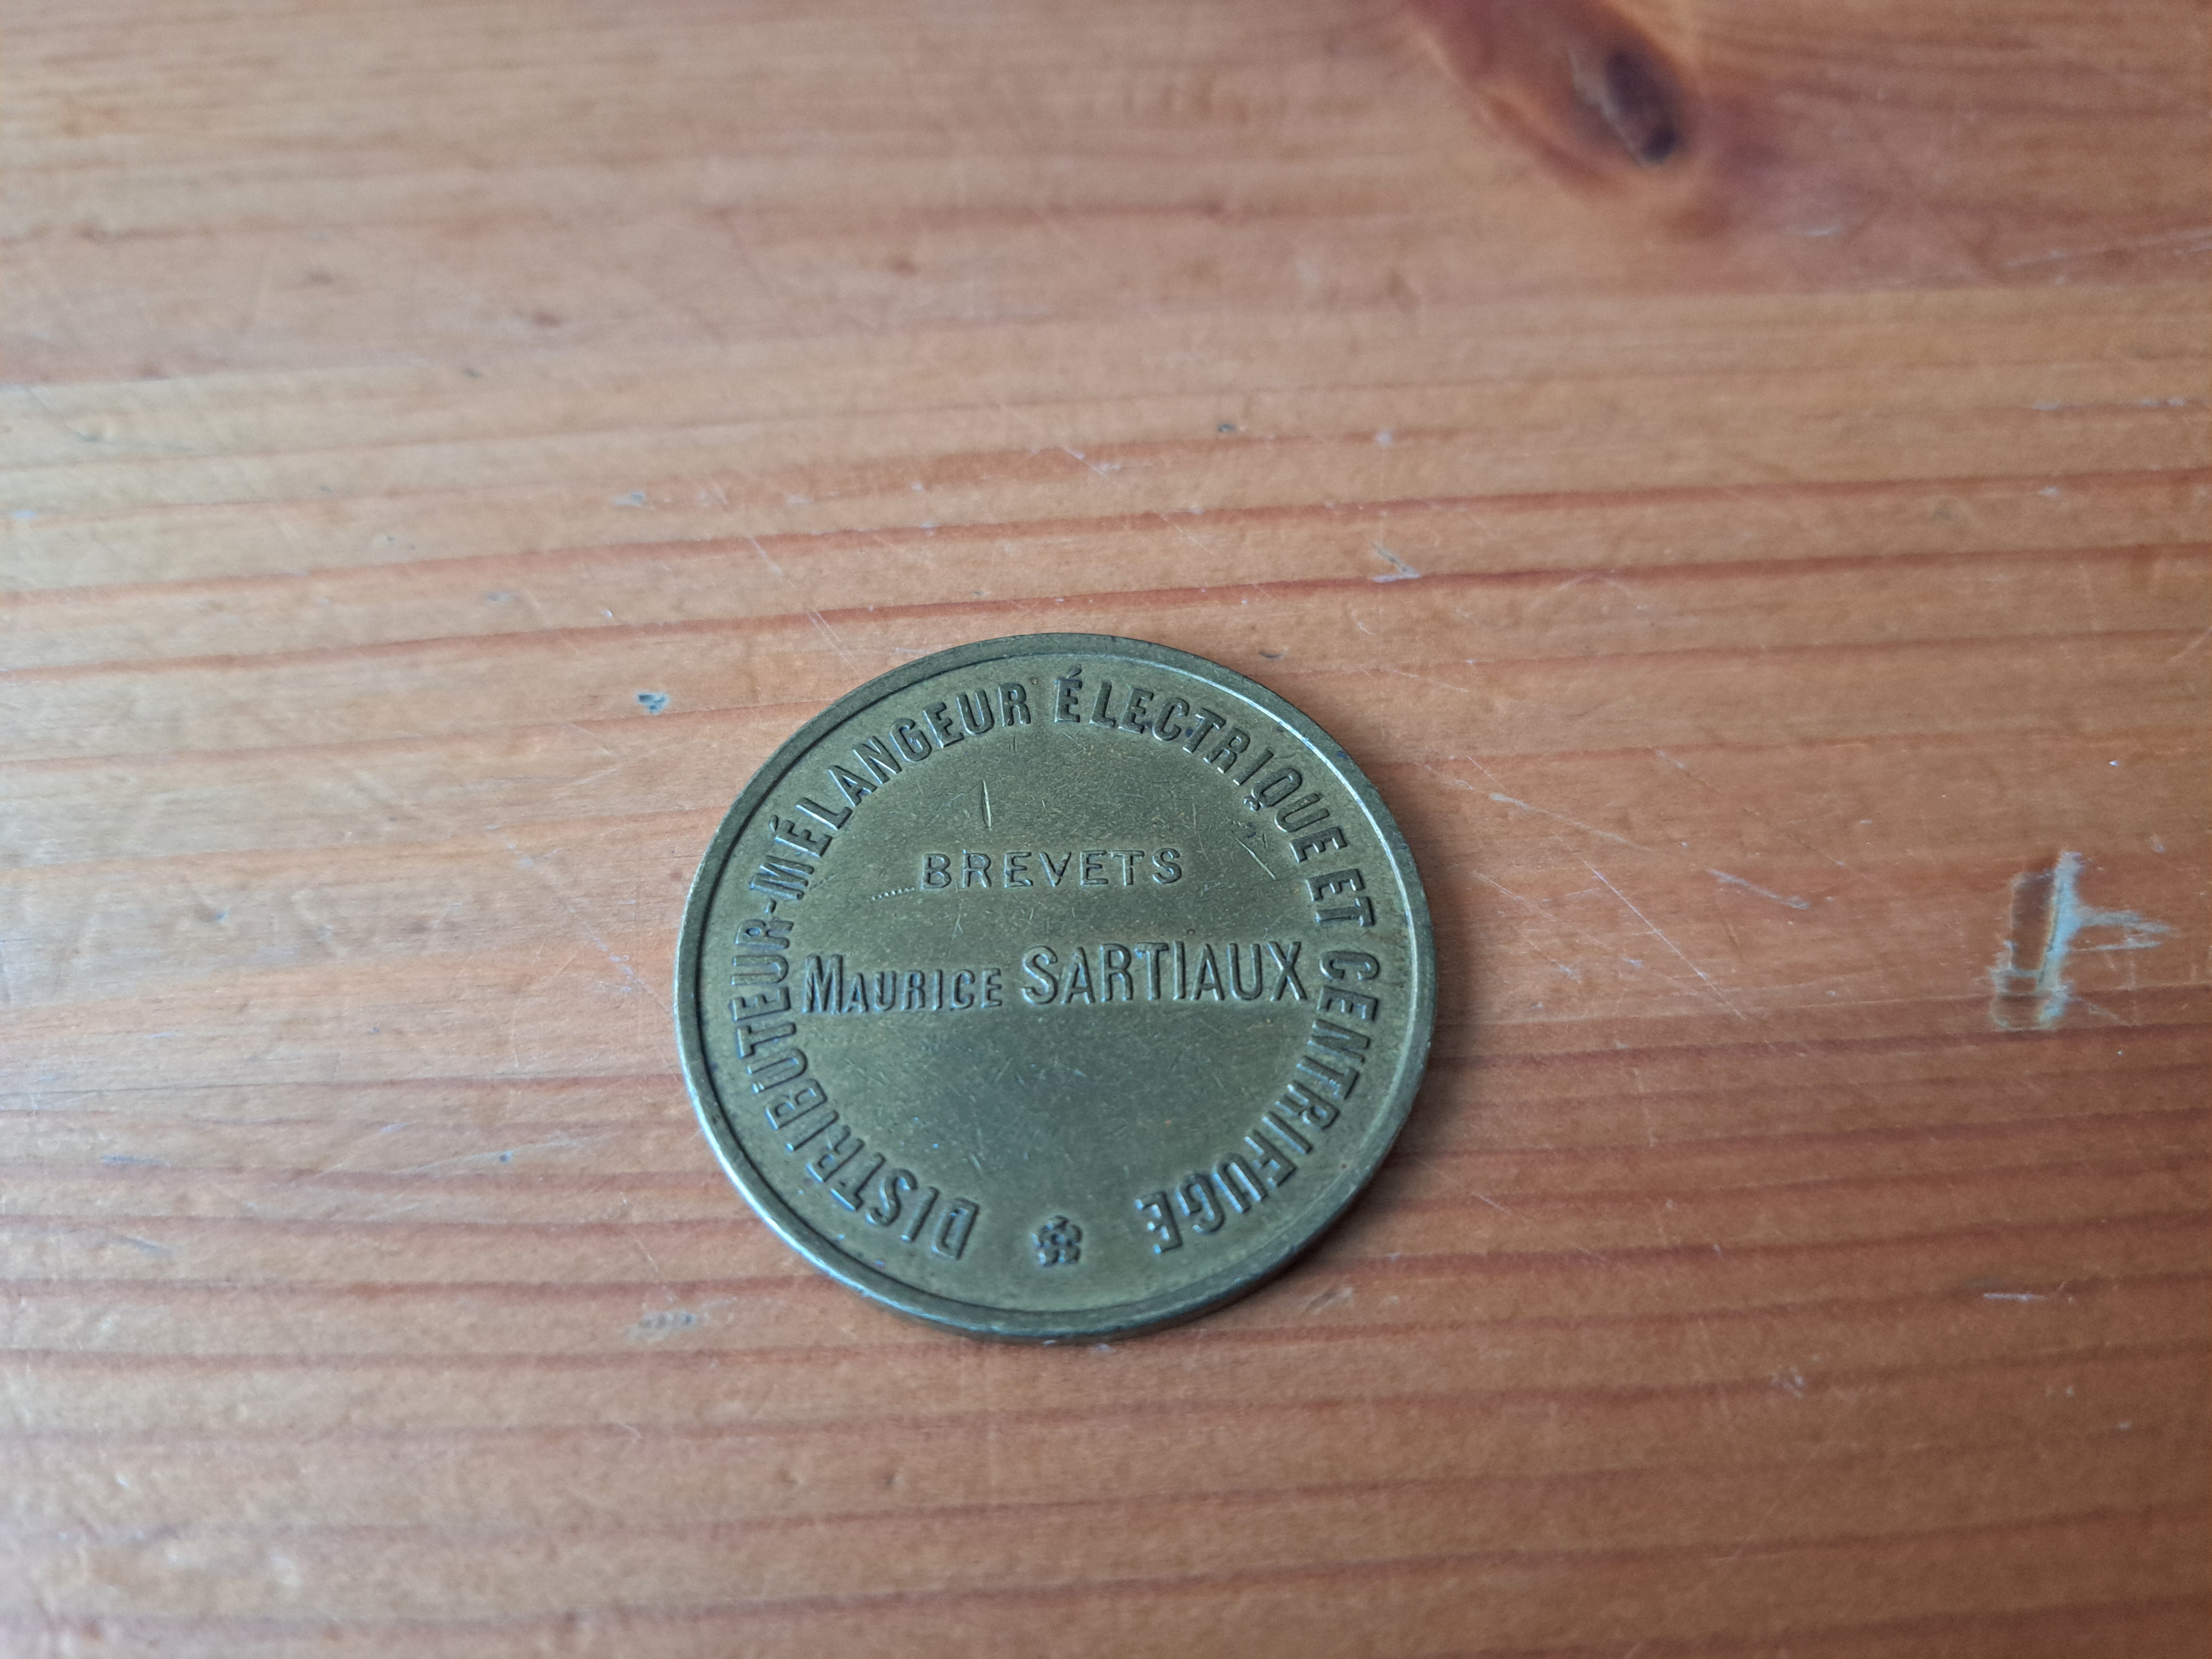 DISTRIBUTEUR-MÉLANGEUR ÉLECTRIQUE ET CENTRIFUGE
BREVETS
MAURICE SARTIAUX